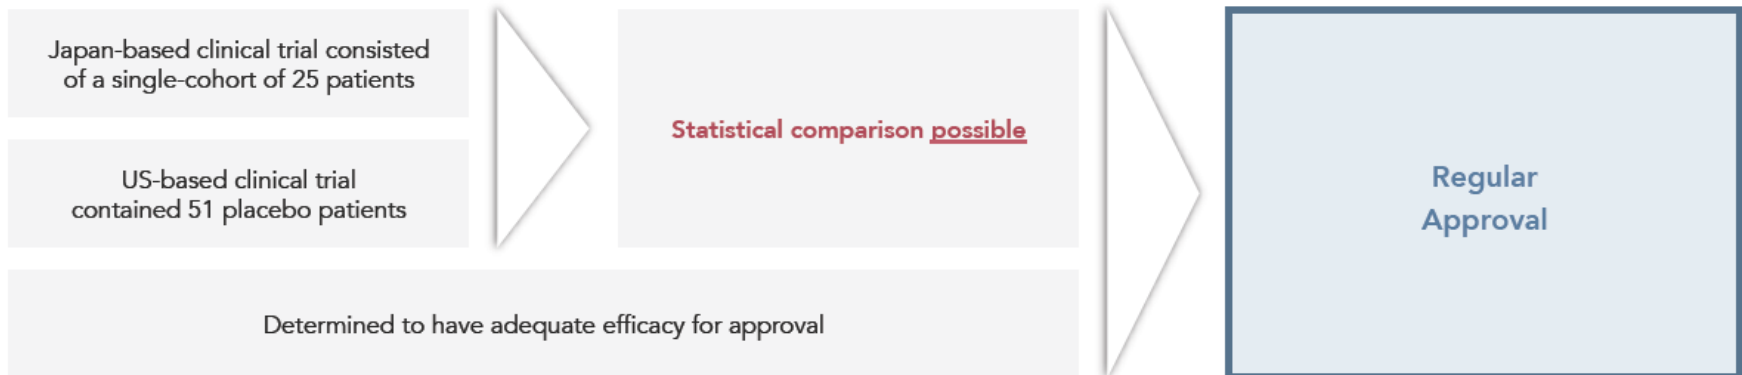 Japan-based clinical trial consisted
of a single-cohort of 25 patients
US-based clinical trial
contained 51 placebo patients
Statistical comparison possible
Determined to have adequate efficacy for approval
Regular
Approval